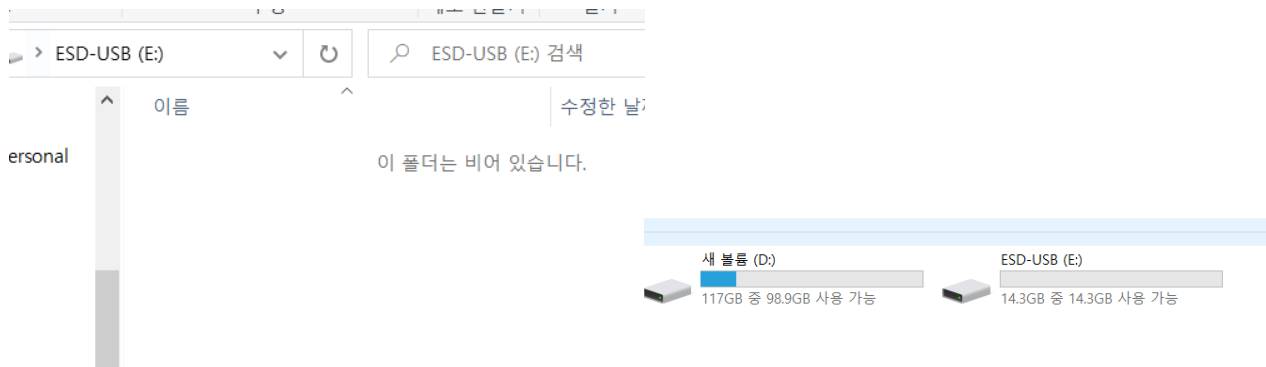 ESD-USB (E:)
ESD-USB (E:) 검색
이름
수정한
ersonal
이 폴더는 비어 있습니다.
새 볼륨 (D:)
117GB 중 98.9GB 사용 가능
ESD-USB (E:)
14.3GB 중 14.3GB 사용 가능